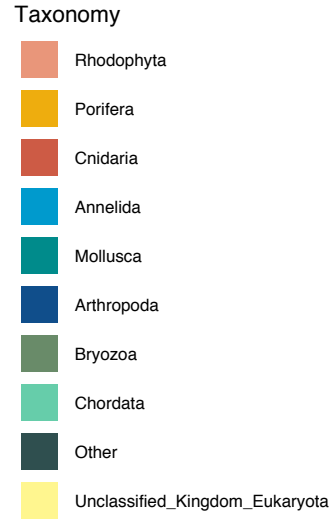 Taxonomy
Rhodophyta
Porifera
Cnidaria
Annelida
Mollusca
Arthropoda
Bryozoa
Chordata
Other
Unclassified_Kingdom_Eukaryota